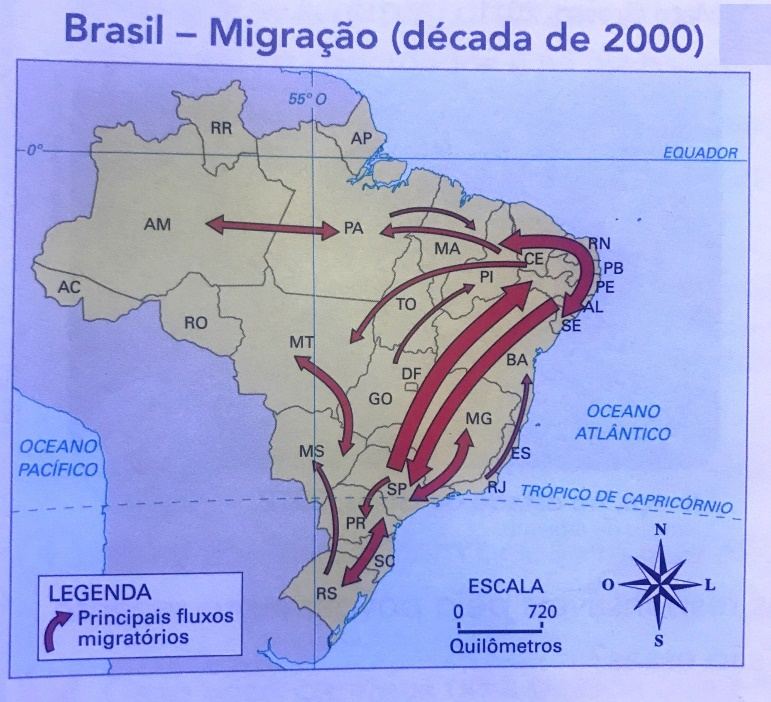 Brasil – Migração (década de 2000)
55° O
RR
AP
0°
EQUADOR
AM
PA
MA
CE
RN
PI
PB
AC
PE
TO
AL
RO
SE
MT
BA
DF
GO
MG
OCEANO
ATLÂNTICO
OCEANO
PACÍFICO
MS
ES
SP
RJ
TRÓPICO DE CAPRICÓRNIO
PR
SC
RS
N
O
L
S
LEGENDA
Principais fluxos
migratórios
ESCALA
0 720
Quilômetros